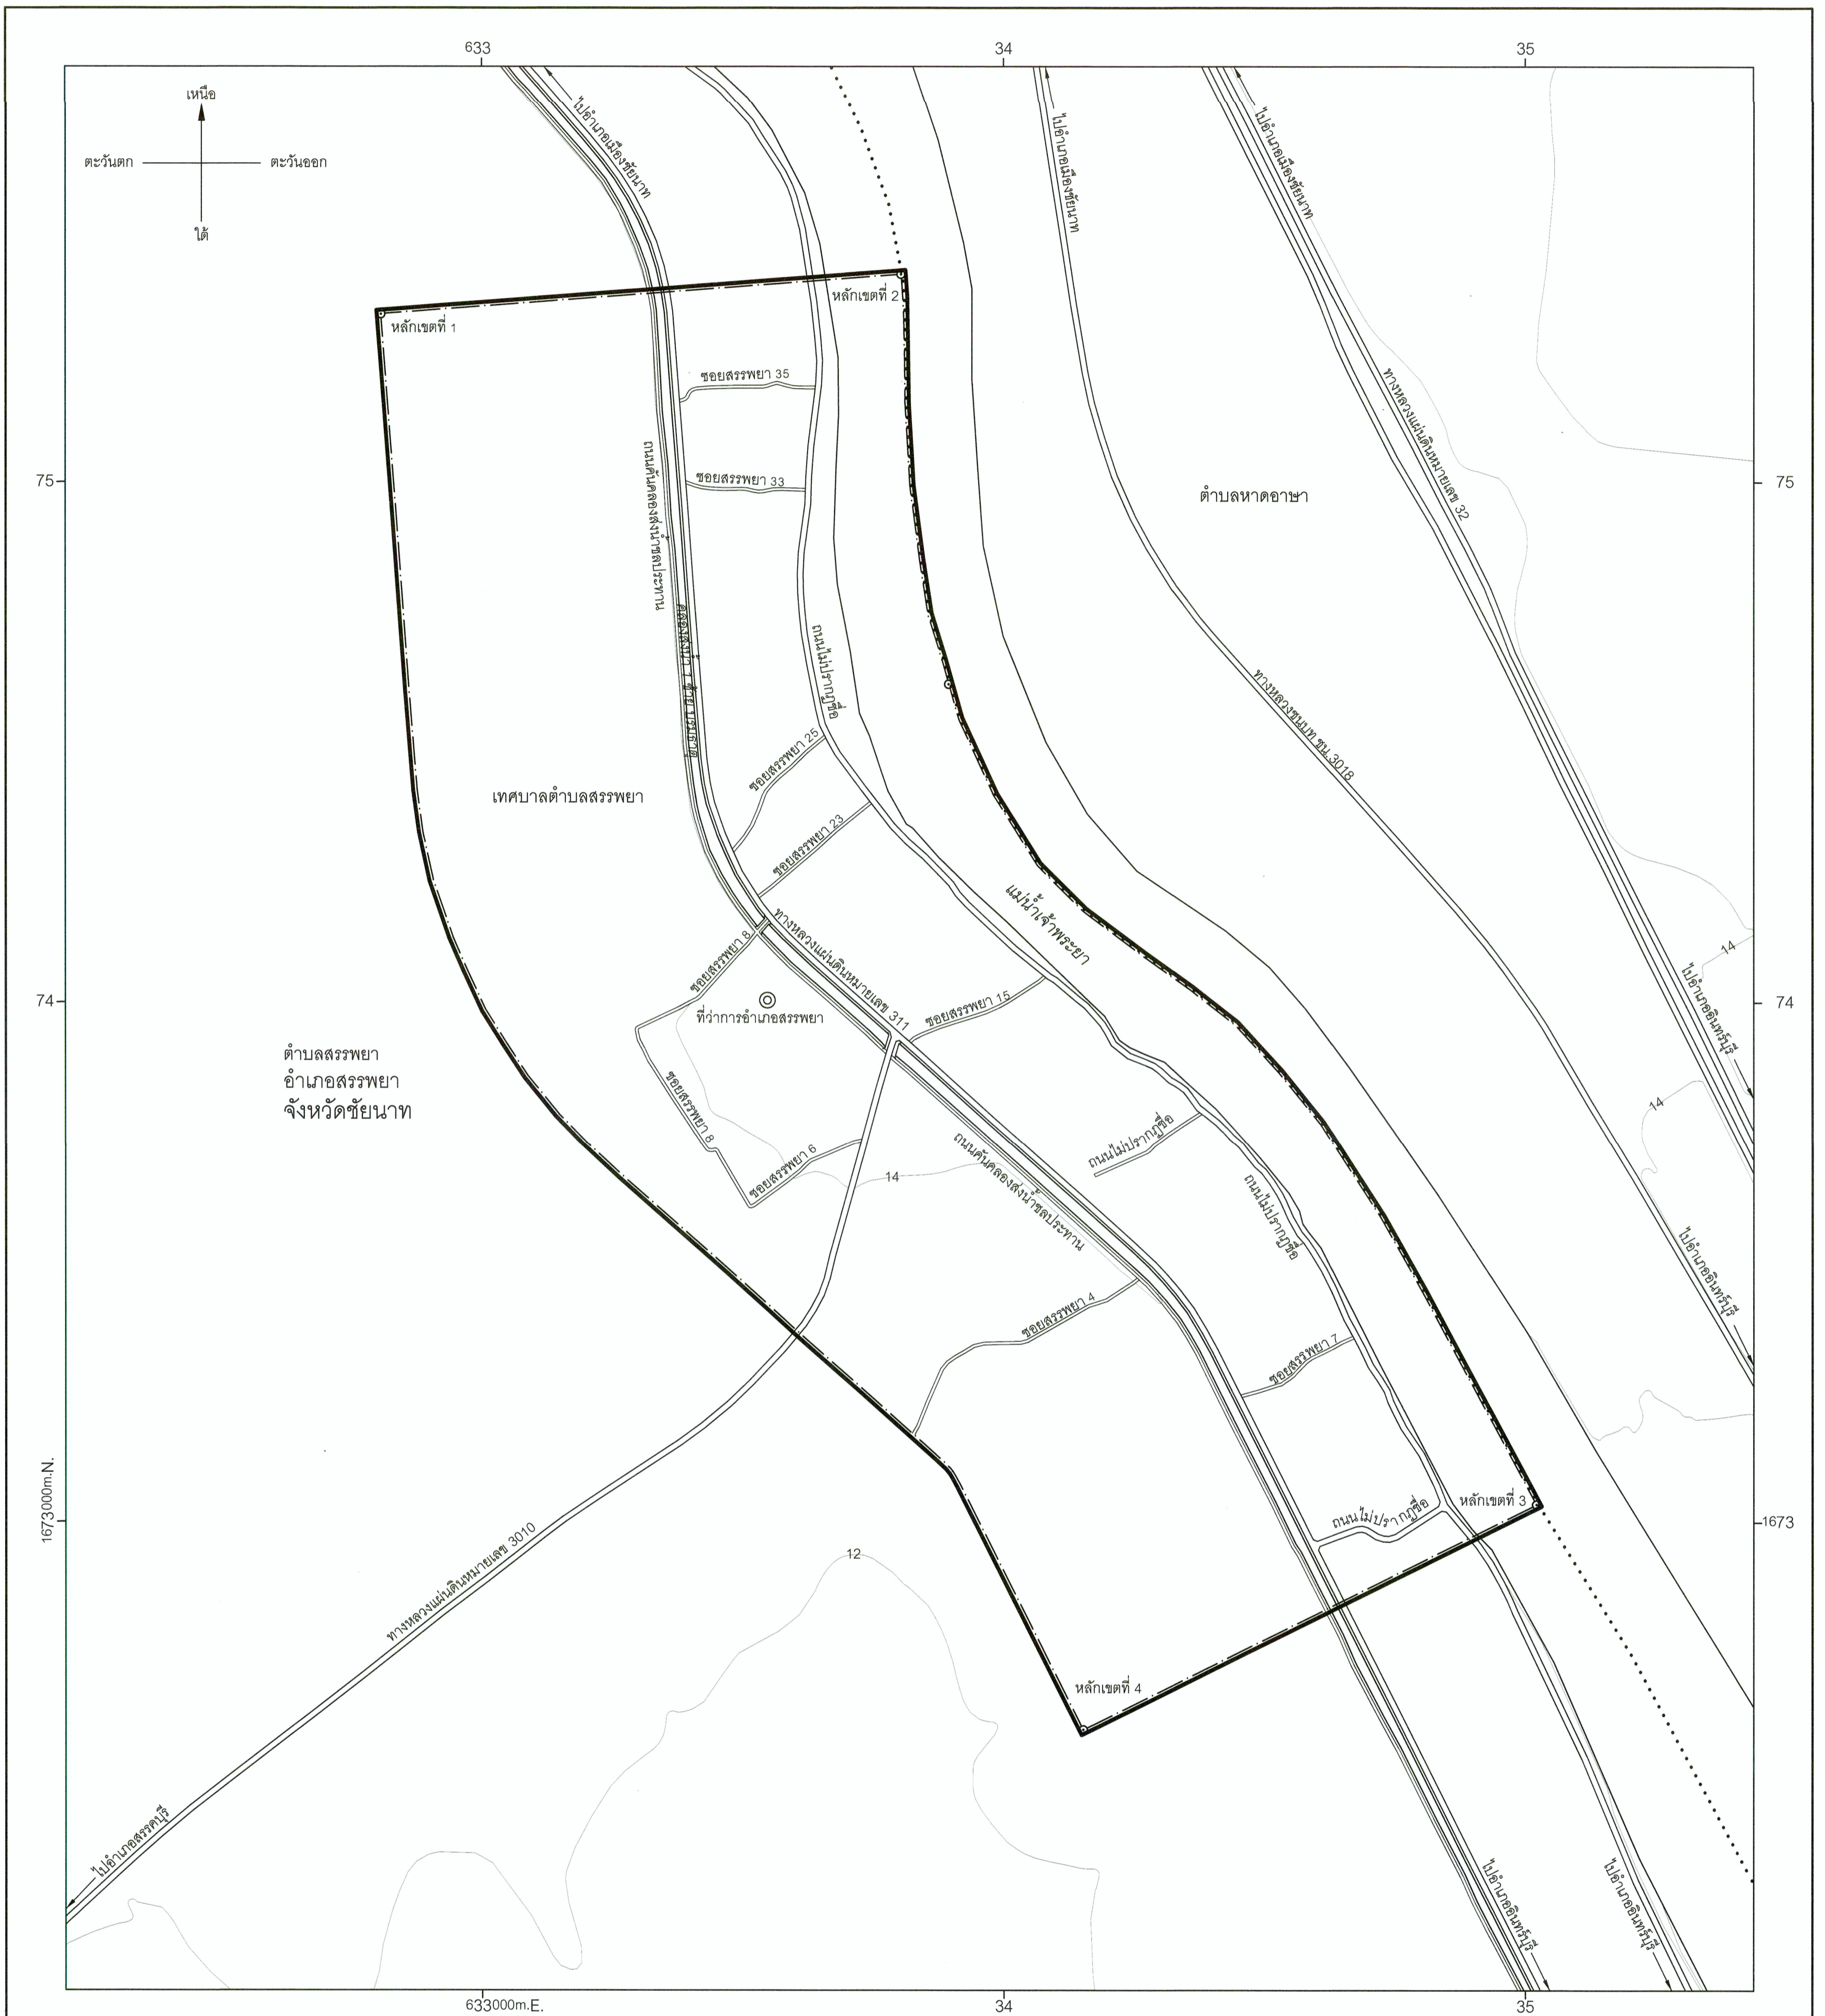 633
34
35
เหนือ
ตะวันตก
ตะวันออก
ใต้
ไปอำเภอเมืองชัยนาท
ไปอำเภอเมืองชัยนาท
ไปอำเภอเมืองชัยนาท
หลักเขตที่ 1
หลักเขตที่ 2
ซอยสรรพยา 35
ทางหลวงแผ่นดินหมายเลข 32
75
ถนนคันคลองส่งน้ำชลประทาน
ซอยสรรพยา 33
ตำบลหาดอาษา
75
คลองส่งน้ำ 1 ซ้าย บรมธาตุ
ถนนไม่ปรากฏชื่อ
ทางหลวงชนบท ชน.3018
ซอยสรรพยา 25
เทศบาลตำบลสรรพยา
ซอยสรรพยา 23
แม่น้ำเจ้าพระยา
ทางหลวงแผ่นดินหมายเลข 311
ซอยสรรพยา 8
14
74
ที่ว่าการอำเภอสรรพยา
ซอยสรรพยา 15
ไปอำเภออินทร์บุรี
74
ตำบลสรรพยา
อำเภอสรรพยา
จังหวัดชัยนาท
ซอยสรรพยา 8
14
ซอยสรรพยา 6
14
ถนนคันคลองส่งน้ำชลประทาน
ถนนไม่ปรากฏชื่อ
ถนนไม่ปรากฏชื่อ
ไปอำเภออินทร์บุรี
ซอยสรรพยา 4
ซอยสรรพยา 7
1673000m.N.
ถนนไม่ปรากฏชื่อ
หลักเขตที่ 3
1673
ทางหลวงแผ่นดินหมายเลข 3010
12
หลักเขตที่ 4
ไปอำเภอสรรคบุรี
ไปอำเภออินทร์บุรี
ไปอำเภออินทร์บุรี
633000m.E.
34
35